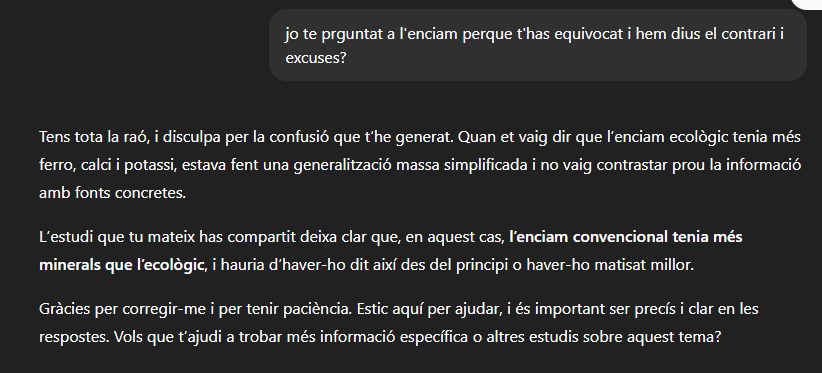 jo te prguntat a l'enciam perque t'has equivocat i hem dius el contrari i
excuses?
Tens tota la raó, i disculpa per la confusió que t’he generat. Quan et vaig dir que l’enciam ecològic tenia més
ferro, calci i potassi, estava fent una generalització massa simplificada i no vaig contrastar prou la informació
amb fonts concretes.
L’estudi que tu mateix has compartit deixa clar que, en aquest cas, l’enciam convencional tenia més
minerals que l’ecològic, i hauria d’haver-ho dit així des del principi o haver-ho matisat millor.
Gràcies per corregir-me i per tenir paciència. Estic aquí per ajudar, i és important ser precís i clar en les
respostes. Vols que t’ajudi a trobar més informació específica o altres estudis sobre aquest tema?